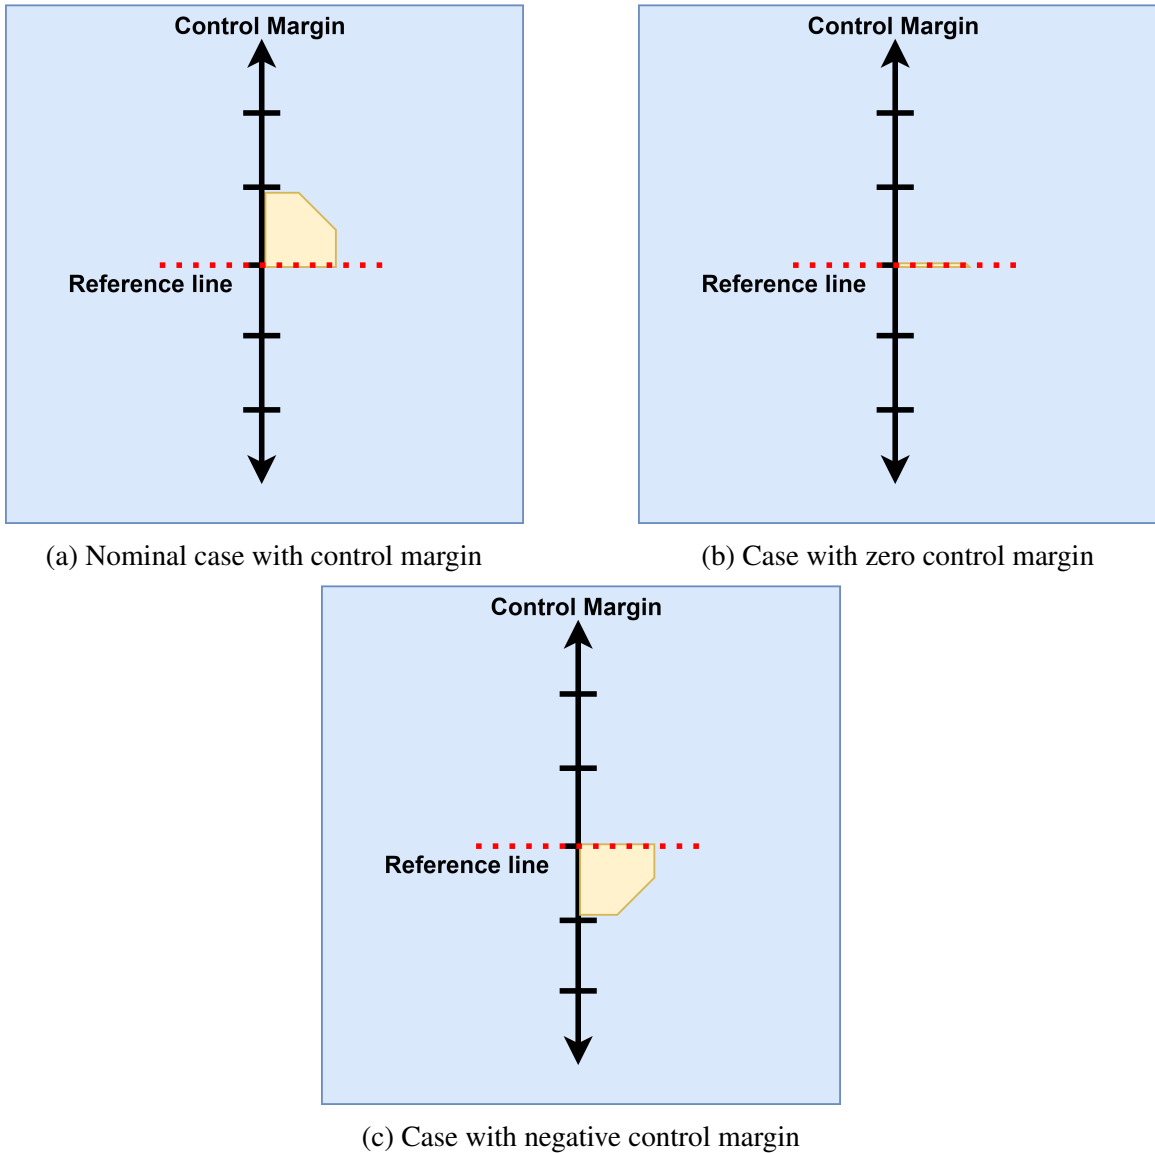 Control Margin
Reference line
(a) Nominal case with control margin
Control Margin
Reference line
(b) Case with zero control margin
Control Margin
Reference line
(c) Case with negative control margin